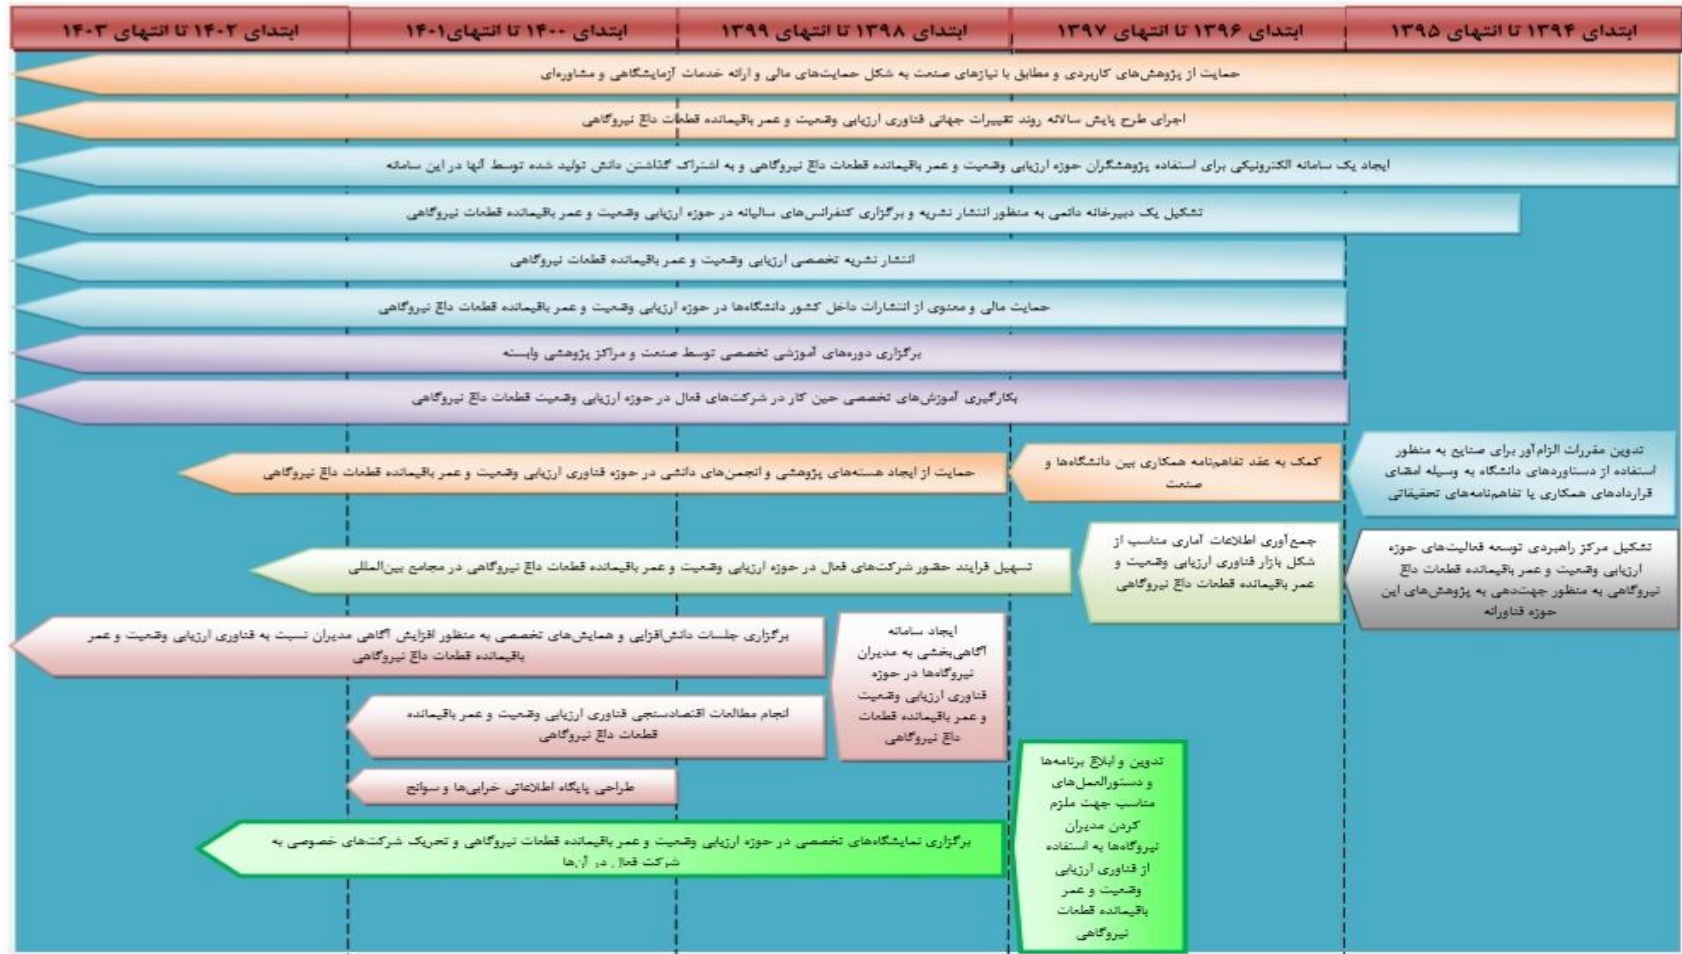 ابتدای ۱۳۹۴ تا انتهای ۱۳۹۵
ابتدای ۱۳۹۶ تا انتهای ۱۳۹۷
ابتدای ۱۳۹۸ تا انتهای ۱۳۹۹
ابتدای ۱۴۰۰ تا انتهای۱۴۰۱
ابتدای ۱۴۰۲ تا انتهای ۱۴۰۳
حمایت از پژوهش‌های کاربردی و مطابق با نیازهای صنعت به شکل حمایت‌های مالی و ارائه خدمات آزمایشگاهی و مشاوره‌ای
اجرای طرح پایش سالانه روند تغییرات جهانی فناوری ارزیابی وضعیت و عمر باقیمانده قطعات داغ نیروگاهی
ایجاد یک سامانه الکترونیکی برای استفاده پژوهشگران حوزه ارزیابی وضعیت و عمر باقیمانده قطعات داغ نیروگاهی و به اشتراک گذاشتن دانش تولید شده توسط آنها در این سامانه
تشکیل یک دبیرخانه دائمی به منظور انتشار نشریه و برگزاری کنفرانس‌های سالیانه در حوزه ارزیابی وضعیت و عمر باقیمانده قطعات نیروگاهی
انتشار نشریه تخصصی ارزیابی وضعیت و عمر باقیمانده قطعات نیروگاهی
حمایت مالی و معنوی از انتشارات داخل کشور دانشگاه‌ها در حوزه ارزیابی وضعیت و عمر باقیمانده قطعات داغ نیروگاهی
برگزاری دوره‌های آموزشی تخصصی توسط صنعت و مراکز پژوهشی وابسته
بکارگیری آموزش‌های تخصصی حین کار در شرکت‌های فعال در حوزه ارزیابی وضعیت قطعات داغ نیروگاهی
تدوین مقررات الزام‌آور برای صنایع به منظور
استفاده از دستاوردهای دانشگاه به وسیله امضای
قراردادهای همکاری یا تفاهم‌نامه‌های تحقیقاتی
کمک به عقد تفاهم‌نامه همکاری بین دانشگاه‌ها و
صنعت
حمایت از ایجاد هسته‌های پژوهشی و انجمن‌های دانشی در حوزه فناوری ارزیابی وضعیت و عمر باقیمانده قطعات داغ نیروگاهی
تشکیل مرکز راهبردی توسعه فعالیت‌های حوزه
ارزیابی وضعیت و عمر باقیمانده قطعات داغ
نیروگاهی به منظور جهت‌دهی به پژوهش‌های این
حوزه فناورانه
جمع‌آوری اطلاعات آماری مناسب از
شکل بازار فناوری ارزیابی وضعیت و
عمر باقیمانده قطعات داغ نیروگاهی
تسهیل فرایند حضور شرکت‌های فعال در حوزه ارزیابی وضعیت و عمر باقیمانده قطعات داغ نیروگاهی در مجامع بین‌المللی
ایجاد سامانه
آگاهی‌بخشی به مدیران
نیروگاه‌ها در حوزه
فناوری ارزیابی وضعیت
و عمر باقیمانده قطعات
داغ نیروگاهی
برگزاری جلسات دانش‌افزایی و همایش‌های تخصصی به منظور افزایش آگاهی مدیران نسبت به فناوری ارزیابی وضعیت و عمر
باقیمانده قطعات داغ نیروگاهی
انجام مطالعات اقتصادسنجی فناوری ارزیابی وضعیت و عمر باقیمانده
قطعات داغ نیروگاهی
طراحی پایگاه اطلاعاتی خرابی‌ها و سوانح
تدوین و ابلاغ برنامه‌ها
و دستورالعمل‌های
مناسب جهت ملزم
کردن مدیران
نیروگاه‌ها به استفاده
از فناوری ارزیابی
وضعیت و عمر
باقیمانده قطعات
نیروگاهی
برگزاری نمایشگاه‌های تخصصی در حوزه ارزیابی وضعیت و عمر باقیمانده قطعات نیروگاهی و تحریک شرکت‌های خصوصی به
شرکت فعال در آن‌ها